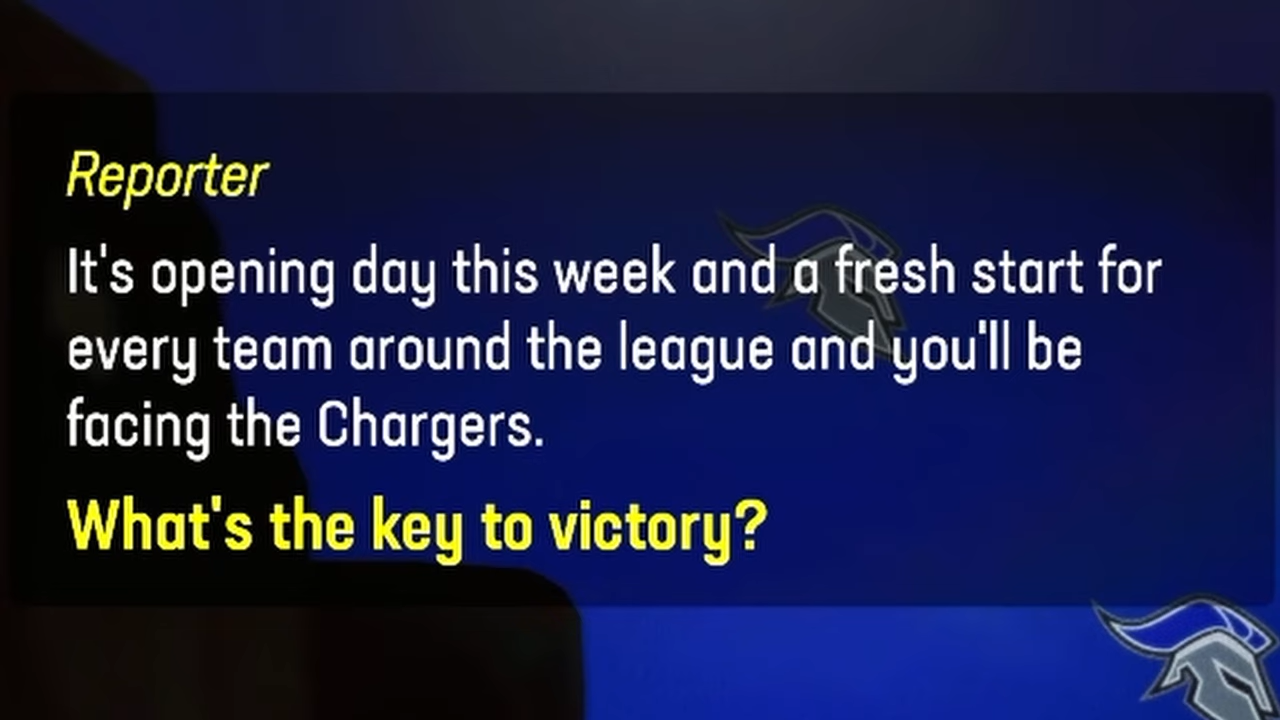 Reporter
It's opening day this week and a fresh start for
every team around the league and you'll be
facing the Chargers.
What's the key to victory?